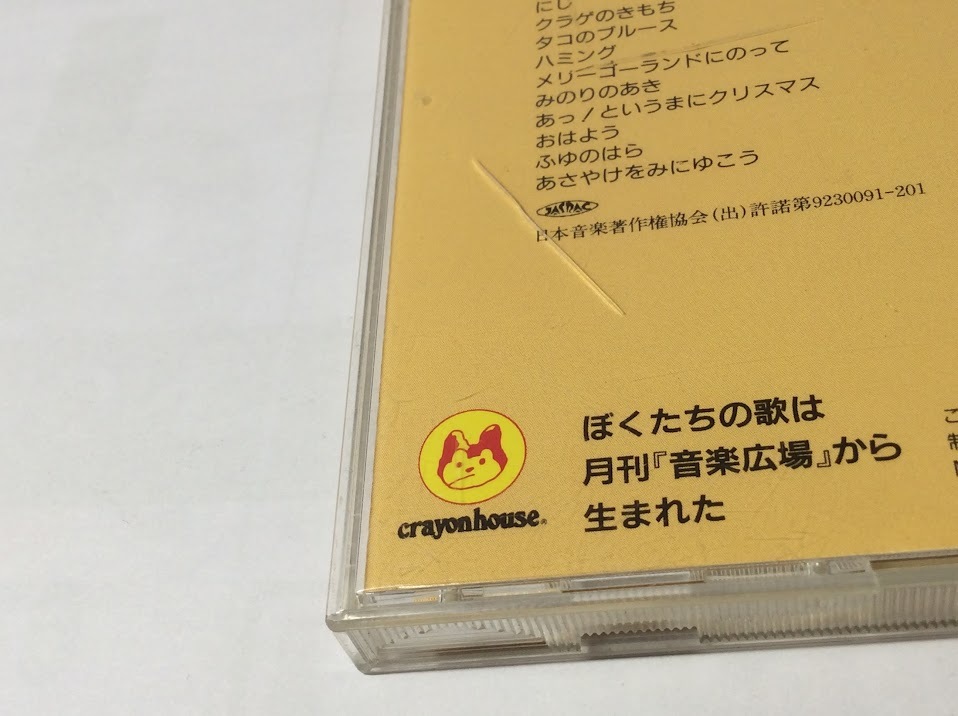 にじ
クラゲのきもち
タコのブルース
ハミング
メリーゴーランドにのって
みのりのあき
あっ!というまにクリスマス
おはよう
ふゆのはら
あさやけをみにゆこう
JASRAC
日本音楽著作権協会(出)許諾第9230091-201
ぼくたちの歌は
月刊『音楽広場』から
生まれた
crayonhouse®
こ
制